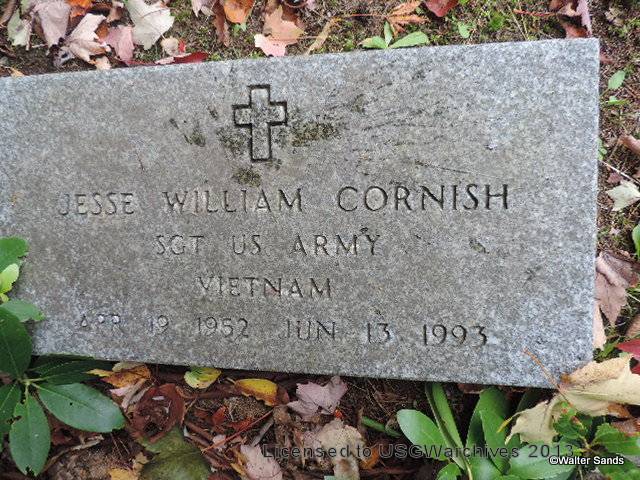 JESSE WILLIAM CORNISH
SGT US ARMY
VIETNAM
APR 19 1952 JUN 13 1993
Licensed to USGWarchives 2013
©Walter Sands